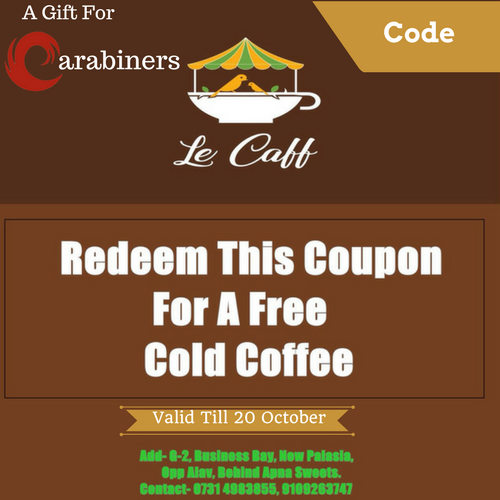 A Gift For
Carabiners
Code
Le Caff
Redeem This Coupon
For A Free
Cold Coffee
Valid Till 20 October
Add- G-2, Business Bay, New Palasia,
Opp Alav, Behind Apna Sweets.
Contact- 0731 4983855, 9109263747